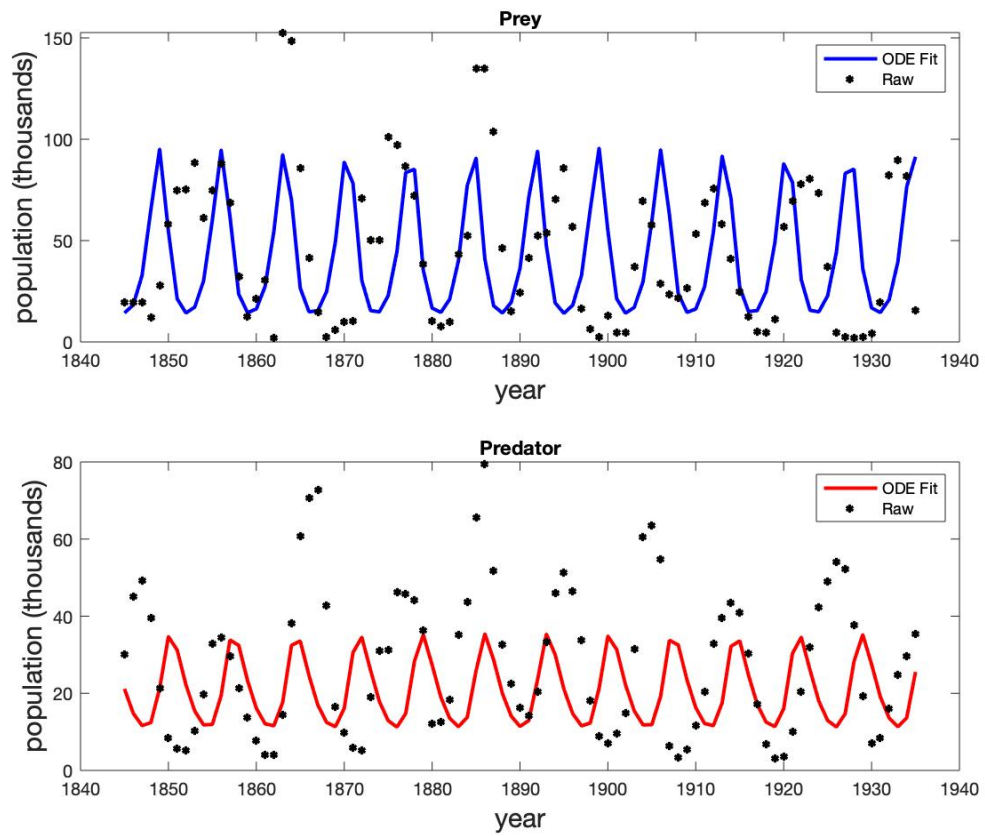 Prey
population (thousands)
150
100
50
0
ODE Fit
Raw
1840 1850 1860 1870 1880 1890 1900 1910 1920 1930 1940
year
Predator
population (thousands)
80
60
40
20
0
ODE Fit
Raw
1840 1850 1860 1870 1880 1890 1900 1910 1920 1930 1940
year